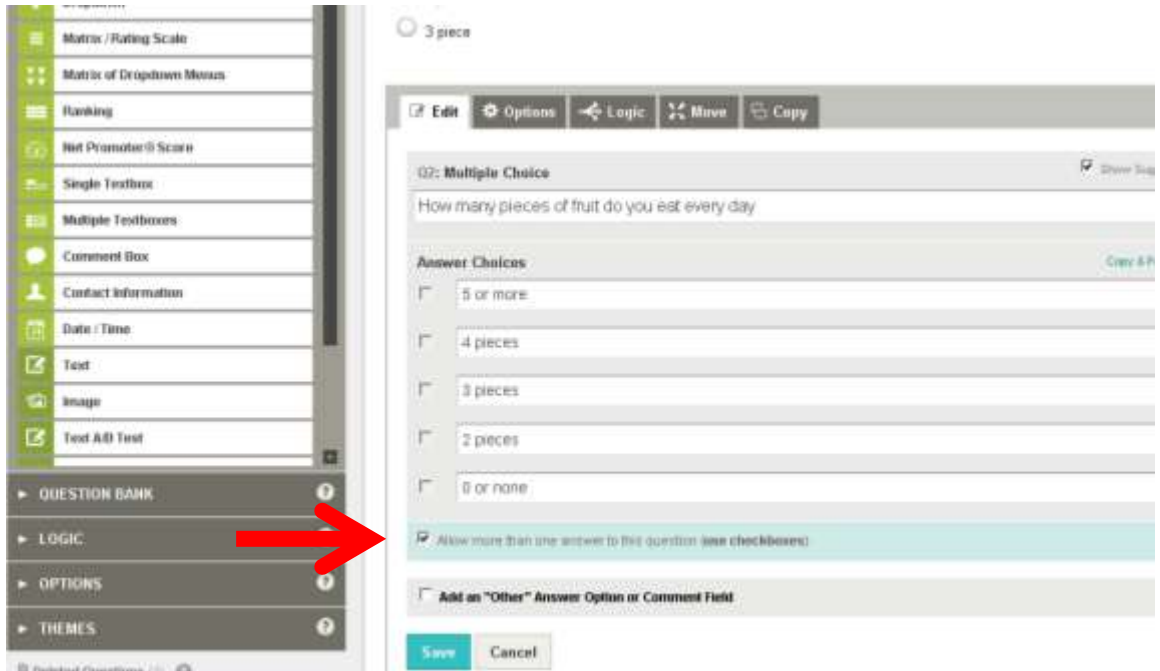 Matrix / Rating Scale
Matrix of Dropdown Menus
Ranking
Net Promoter® Score
Single Textbox
Multiple Textboxes
Comment Box
Contact Information
Date / Time
Text
Image
Text A/B Test
QUESTION BANK
LOGIC
OPTIONS
THEMES
3 piece
Edit
Options
Logic
Move
Copy
Q2: Multiple Choice
Show
How many pieces of fruit do you eat every day
Answer Choices
Copy &
5 or more
4 pieces
3 pieces
2 pieces
0 or none
Allow more than one answer to this question (use checkboxes)
Add an "Other" Answer Option or Comment Field
Save
Cancel